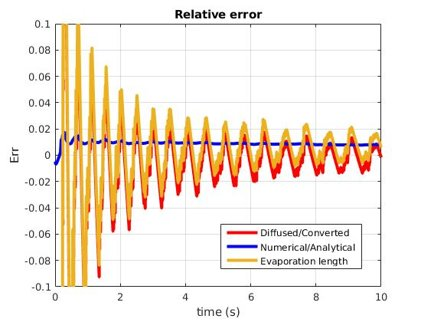 Relative error
0.1
0.08
0.06
0.04
0.02
0
-0.02
-0.04
-0.06
-0.08
-0.1
Err
0 2 4 6 8 10
time (s)
Diffused/Converted
Numerical/Analytical
Evaporation length